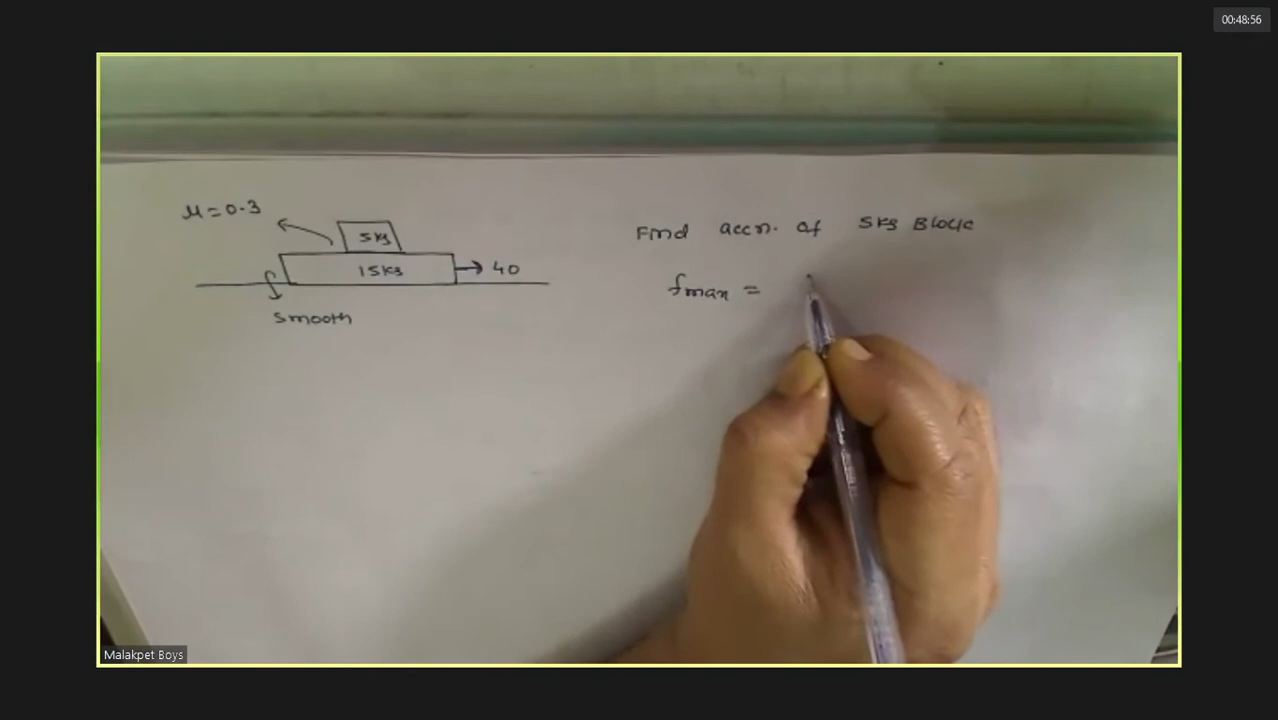 00:48:56
μ = 0.3
5kg
15kg
40
smooth
Find accn. of 5kg Block
fmax =
Malakpet Boys